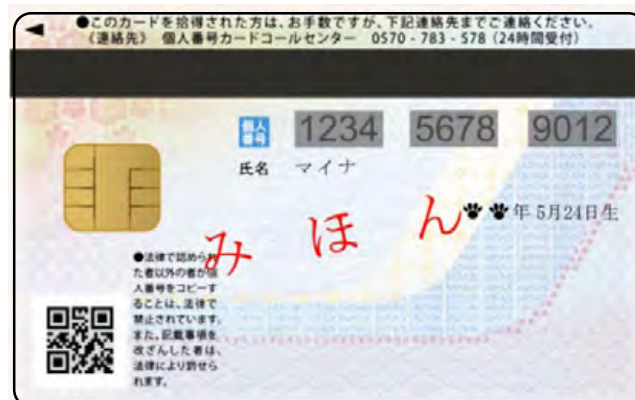 ●このカードを拾得された方は、お手数ですが、下記連絡先までご連絡ください。
《連絡先》 個人番号カードコールセンター 0570-783-578（24時間受付）
個人番号 1234 5678 9012
氏名 マイナ
年 5月24日生
みほん
●法律で認められ
た者以外の者が個
人番号をコピーす
ることは、法律で
禁止されています。
また、記載事項を
改ざんした者は、
法律により罰せら
れます。